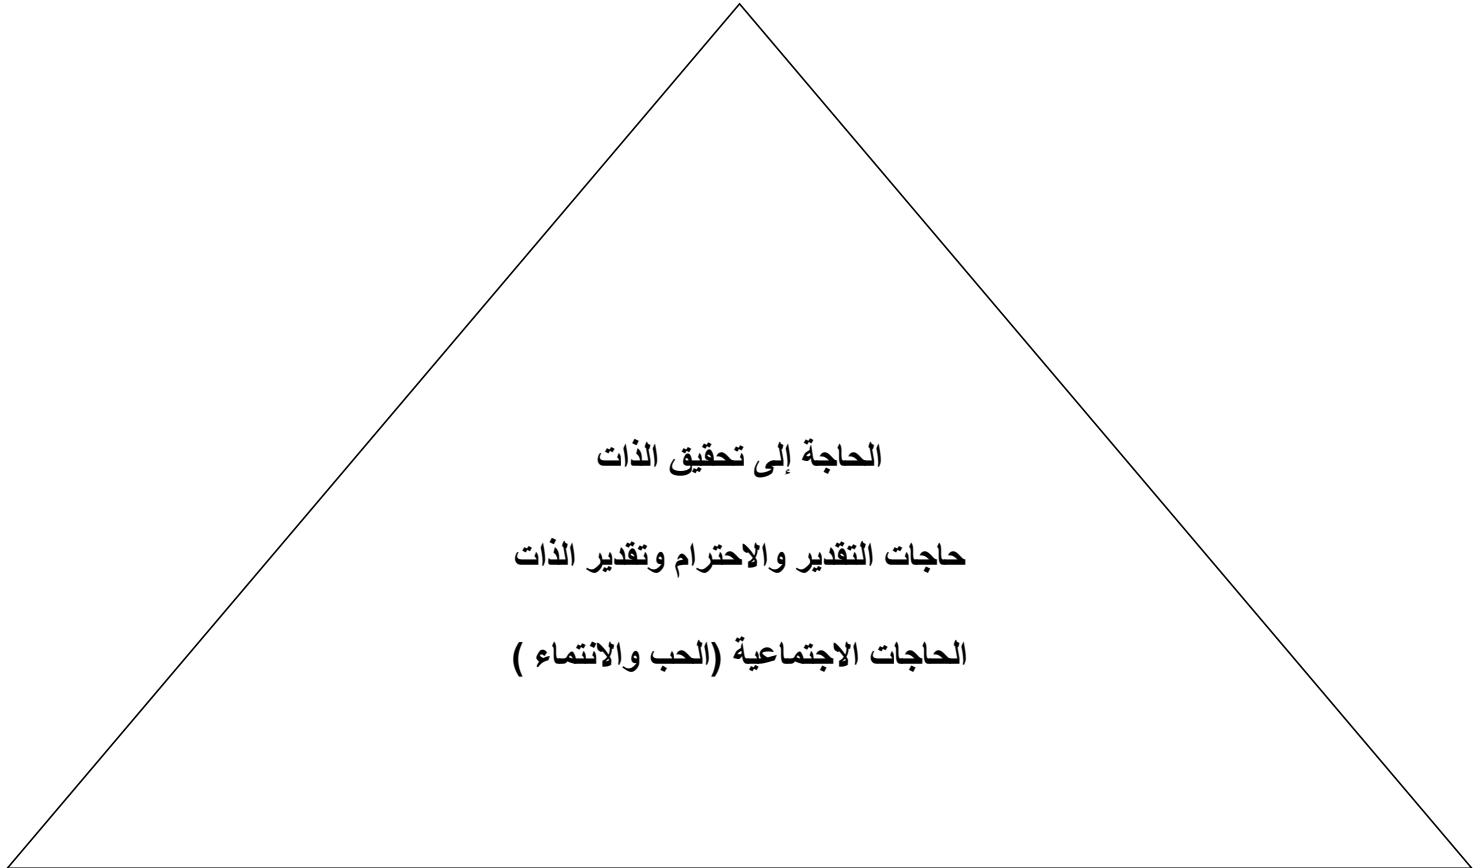 الحاجة إلى تحقيق الذات
حاجات التقدير والاحترام وتقدير الذات
الحاجات الاجتماعية (الحب والانتماء )